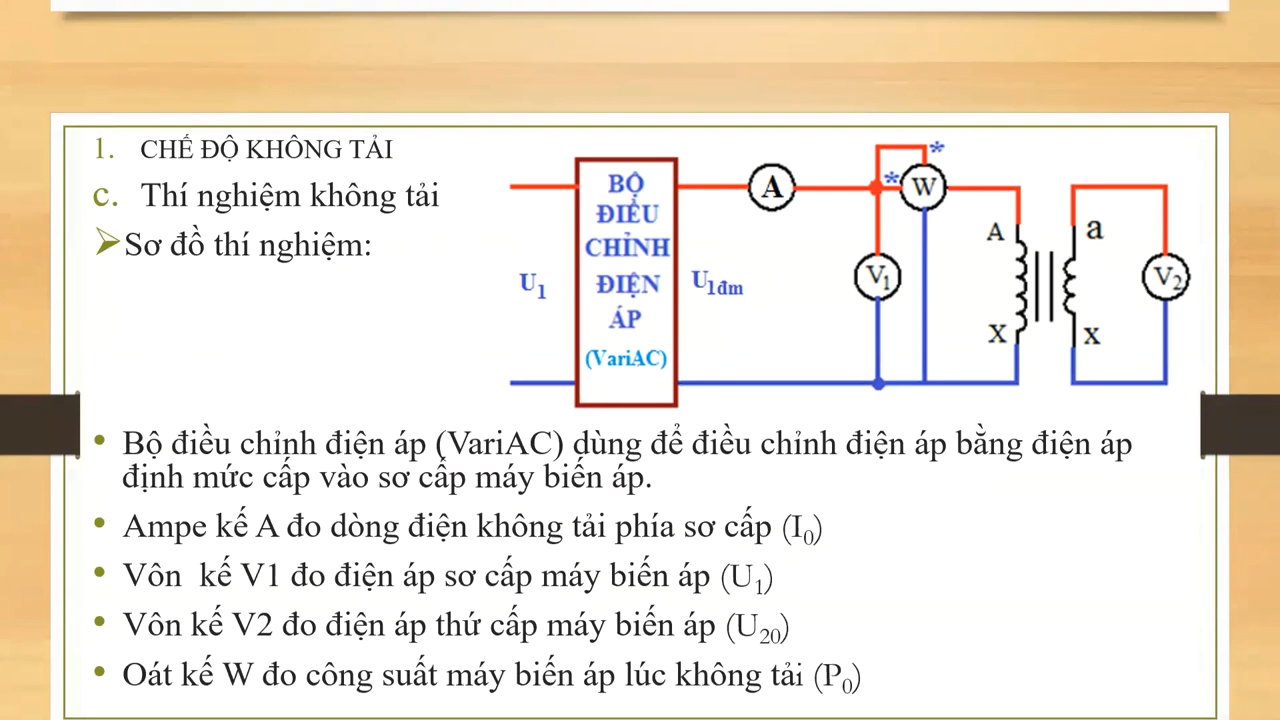 1. CHẾ ĐỘ KHÔNG TẢI
c. Thí nghiệm không tải
Sơ đồ thí nghiệm:
U1
BỘ
ĐIỀU
CHỈNH
ĐIỆN
ÁP
(VariAC)
U1đm
A
* W *
V1
A
X
a
x
V2
• Bộ điều chỉnh điện áp (VariAC) dùng để điều chỉnh điện áp bằng điện áp
định mức cấp vào sơ cấp máy biến áp.
• Ampe kế A đo dòng điện không tải phía sơ cấp (I0)
• Vôn kế V1 đo điện áp sơ cấp máy biến áp (U1)
• Vôn kế V2 đo điện áp thứ cấp máy biến áp (U20)
• Oát kế W đo công suất máy biến áp lúc không tải (P0)